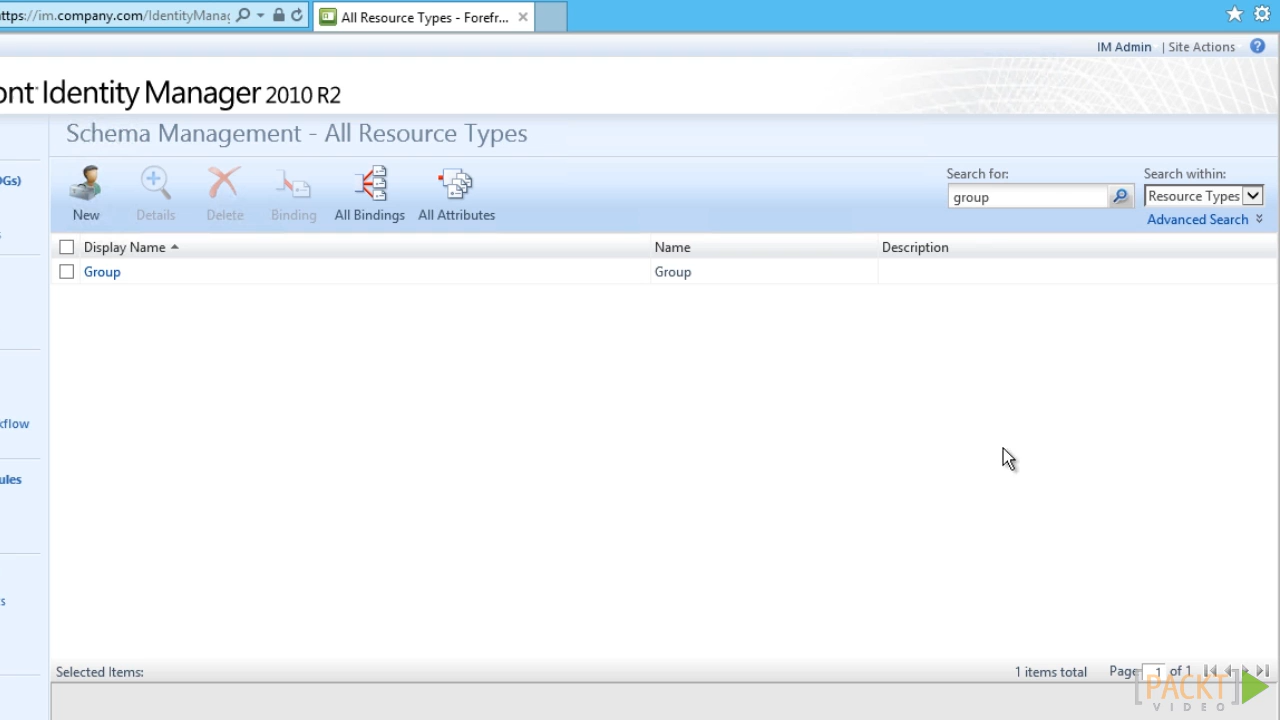 ttps://im.company.com/IdentityManag
All Resource Types - Forefr...
IM Admin | Site Actions
ont Identity Manager 2010 R2
Schema Management - All Resource Types
New
Details
Delete
Binding
All Bindings
All Attributes
Search for:
group
Search within:
Resource Types
Advanced Search
Display Name
Name
Description
Group
Group
OGs)
s
kflow
ules
s
Selected Items:
1 items total
Page 1 of 1
PACKT
VIDEO